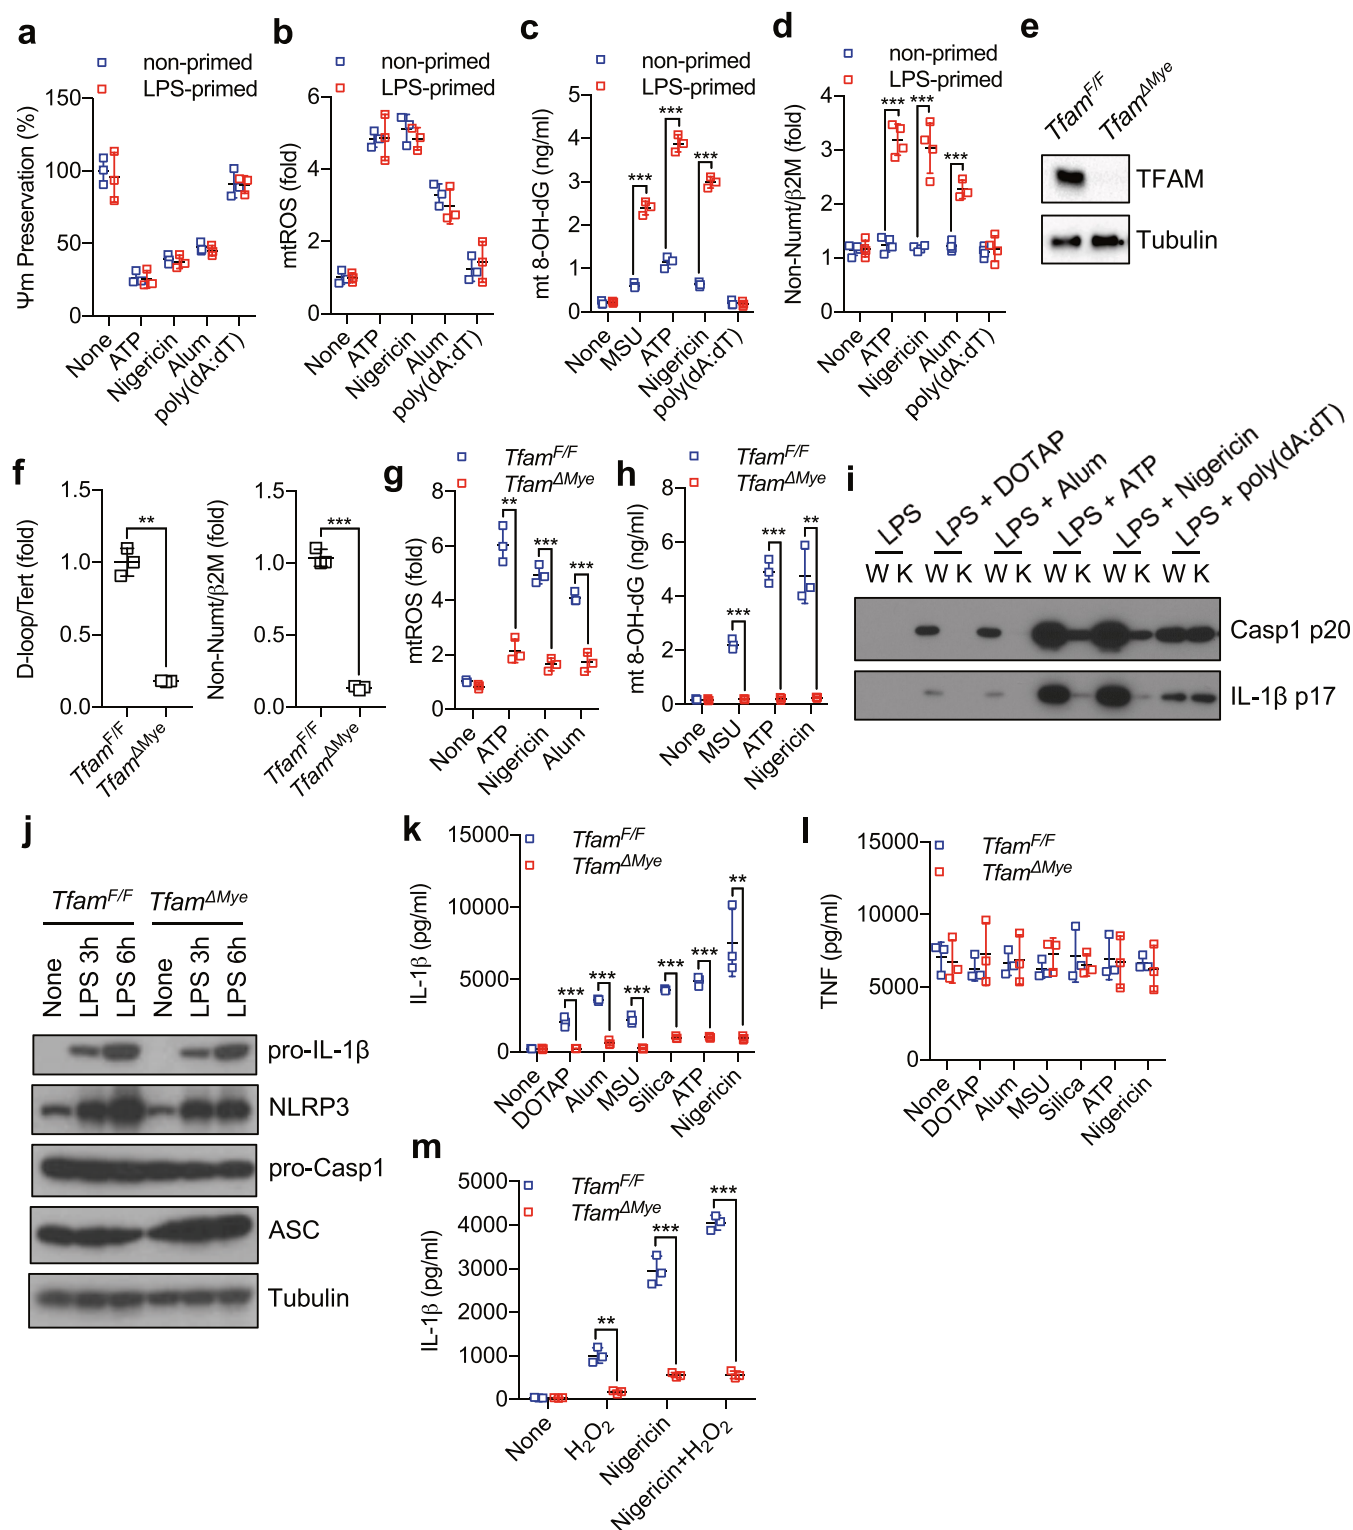 a
non-primed
LPS-primed
Ψm Preservation (%)
150
100
50
0
None
ATP
Nigericin
Alum
poly(dA:dT)
b
non-primed
LPS-primed
mtROS (fold)
6
4
2
0
None
ATP
Nigericin
Alum
poly(dA:dT)
c
non-primed
LPS-primed
mt 8-OH-dG (ng/ml)
5
4
3
2
1
0
***
***
***
None
MSU
ATP
Nigericin
poly(dA:dT)
d
non-primed
LPS-primed
Non-Numt/β2M (fold)
4
3
2
1
0
***
***
***
None
ATP
Nigericin
Alum
poly(dA:dT)
e
Tfam^F/F
Tfam^ΔMye
TFAM
Tubulin
f
D-loop/Tert (fold)
1.5
1.0
0.5
0.0
**
Tfam^F/F
Tfam^ΔMye
Non-Numt/β2M (fold)
1.5
1.0
0.5
0.0
***
Tfam^F/F
Tfam^ΔMye
g
Tfam^F/F
Tfam^ΔMye
mtROS (fold)
8
6
4
2
0
**
***
***
None
ATP
Nigericin
Alum
h
Tfam^F/F
Tfam^ΔMye
mt 8-OH-dG (ng/ml)
8
6
4
2
0
***
***
**
None
MSU
ATP
Nigericin
i
LPS
LPS + DOTAP
LPS + Alum
LPS + ATP
LPS + Nigericin
LPS + poly(dA:dT)
W K W K W K W K W K W K
Casp1 p20
IL-1β p17
j
Tfam^F/F Tfam^ΔMye
None LPS 3h LPS 6h None LPS 3h LPS 6h
pro-IL-1β
NLRP3
pro-Casp1
ASC
Tubulin
k
Tfam^F/F
Tfam^ΔMye
IL-1β (pg/ml)
15000
10000
5000
0
***
***
***
***
***
**
None
DOTAP
Alum
MSU
Silica
ATP
Nigericin
l
Tfam^F/F
Tfam^ΔMye
TNF (pg/ml)
15000
10000
5000
0
None
DOTAP
Alum
MSU
Silica
ATP
Nigericin
m
Tfam^F/F
Tfam^ΔMye
IL-1β (pg/ml)
5000
4000
3000
2000
1000
0
**
***
***
None
H₂O₂
Nigericin
Nigericin+H₂O₂